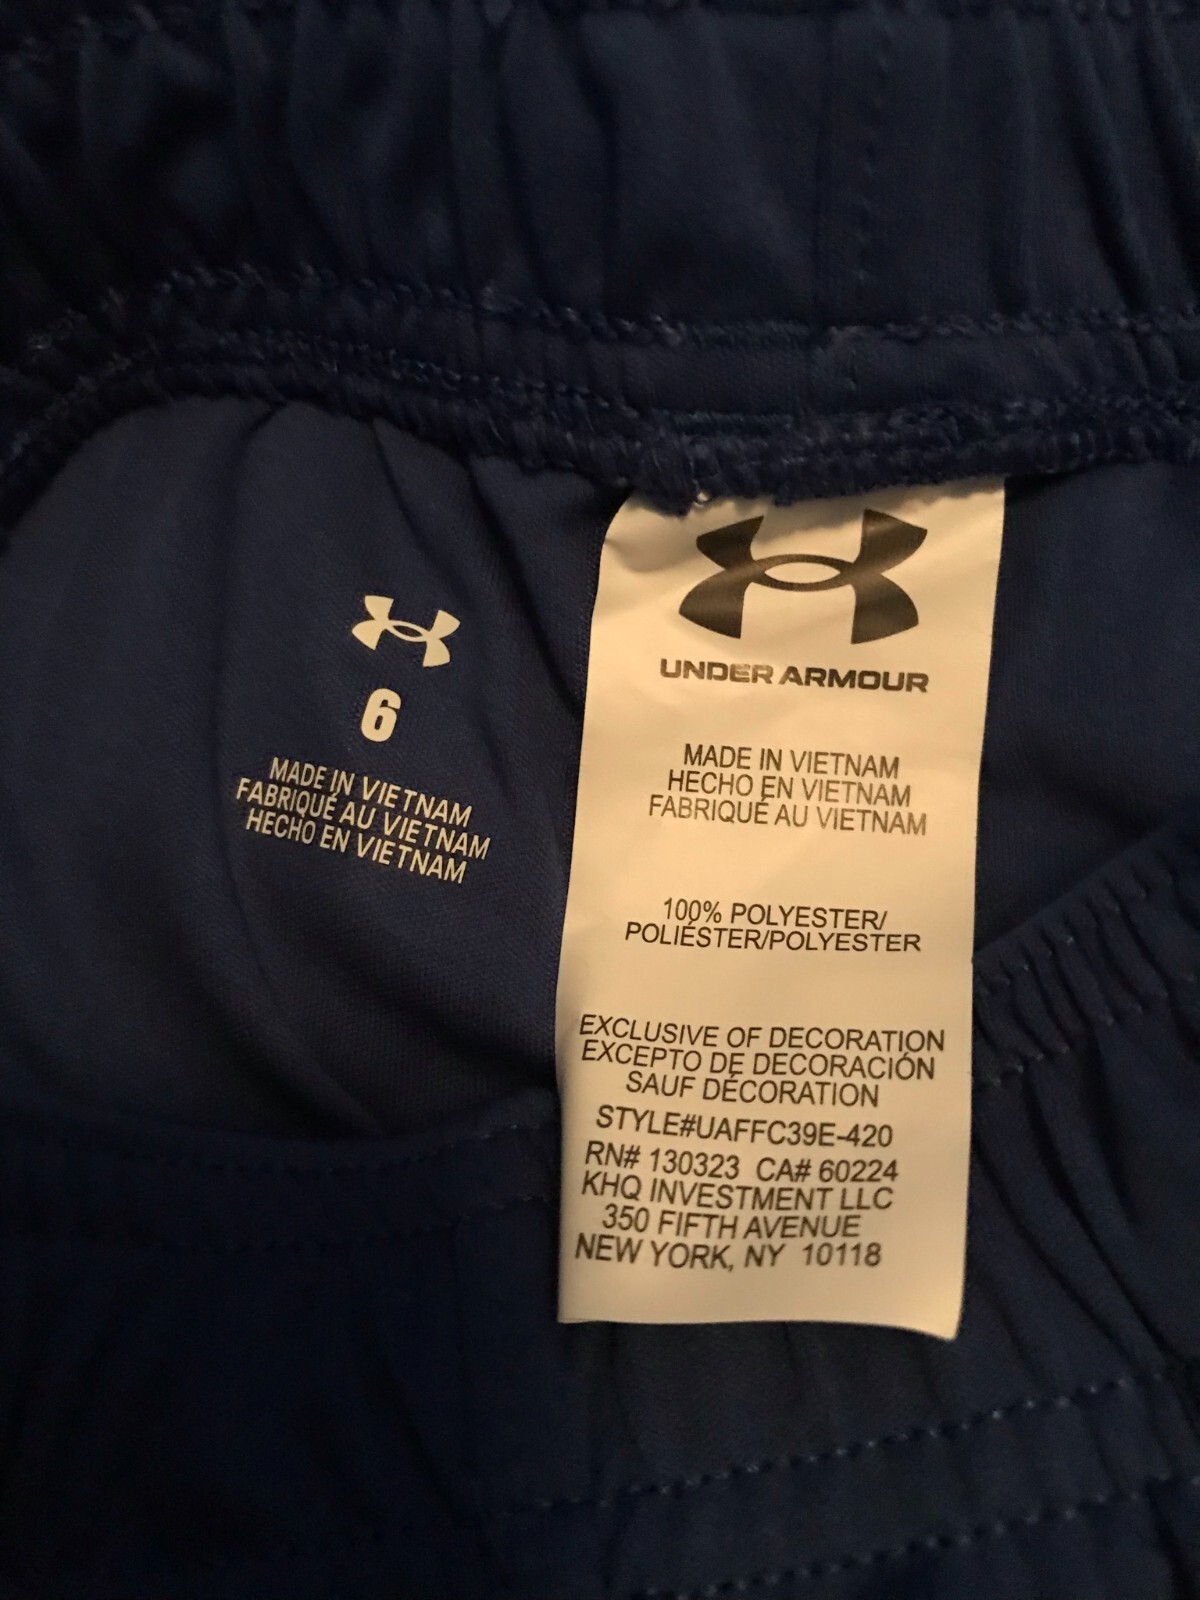 6
MADE IN VIETNAM
FABRIQUÉ AU VIETNAM
HECHO EN VIETNAM
UNDER ARMOUR
MADE IN VIETNAM
HECHO EN VIETNAM
FABRIQUÉ AU VIETNAM
100% POLYESTER/
POLIÉSTER/POLYESTER
EXCLUSIVE OF DECORATION
EXCEPTO DE DECORACIÓN
SAUF DÉCORATION
STYLE#UAFFC39E-420
RN# 130323 CA# 60224
KHQ INVESTMENT LLC
350 FIFTH AVENUE
NEW YORK, NY 10118